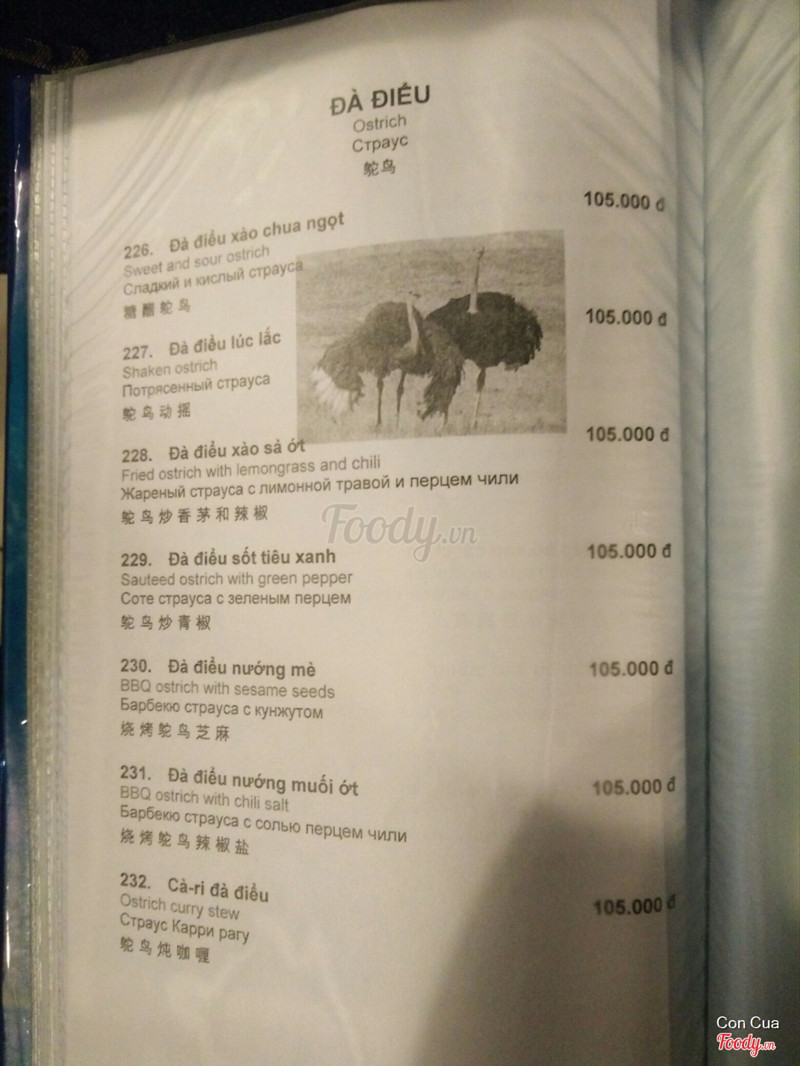 ĐÀ ĐIỂU
Ostrich
Страус
鸵鸟
226. Đà điểu xào chua ngọt 105.000 đ
Sweet and sour ostrich
Сладкий и кислый страуса
糖醋鸵鸟
227. Đà điểu lúc lắc 105.000 đ
Shaken ostrich
Потрясенный страуса
鸵鸟动摇
228. Đà điểu xào sả ớt 105.000 đ
Fried ostrich with lemongrass and chili
Жареный страуса с лимонной травой и перцем чили
鸵鸟炒香茅和辣椒
229. Đà điểu sốt tiêu xanh 105.000 đ
Sauteed ostrich with green pepper
Соте страуса с зеленым перцем
鸵鸟炒青椒
230. Đà điểu nướng mè 105.000 đ
BBQ ostrich with sesame seeds
Барбекю страуса с кунжутом
烧烤鸵鸟芝麻
231. Đà điểu nướng muối ớt 105.000 đ
BBQ ostrich with chili salt
Барбекю страуса с солью перцем чили
烧烤鸵鸟辣椒盐
232. Cà-ri đà điểu 105.000 đ
Ostrich curry stew
Страус Карри рагу
鸵鸟炖咖喱
Foody.vn
Con Cua
Foody.vn